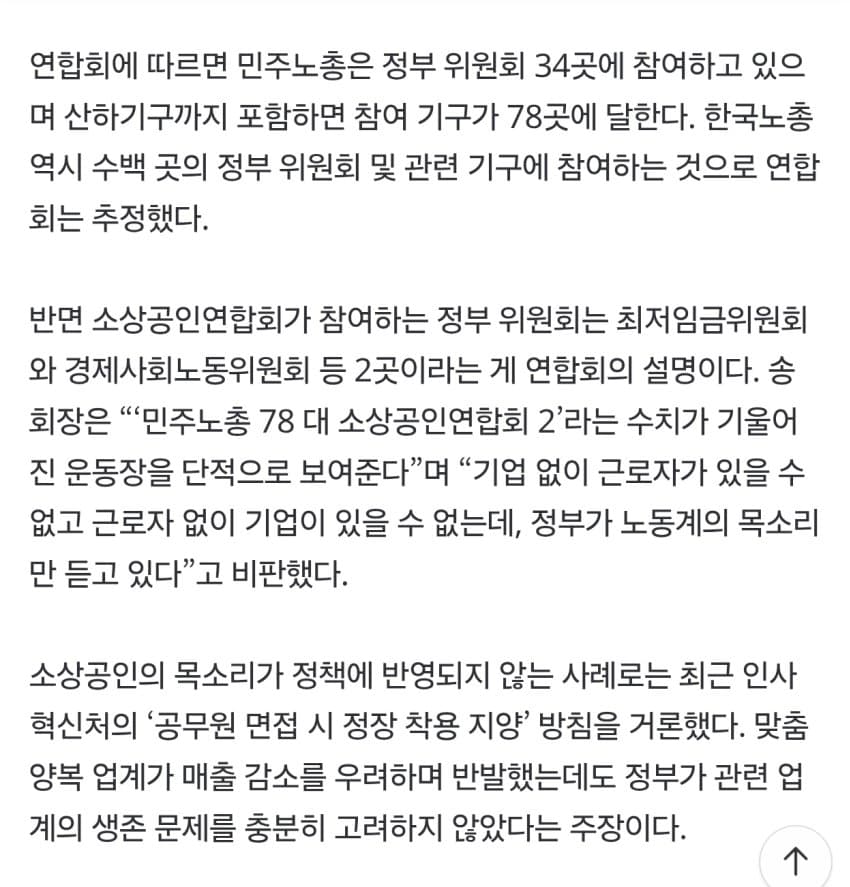 연합회에 따르면 민주노총은 정부 위원회 34곳에 참여하고 있으
며 산하기구까지 포함하면 참여 기구가 78곳에 달한다. 한국노총
역시 수백 곳의 정부 위원회 및 관련 기구에 참여하는 것으로 연합
회는 추정했다.
반면 소상공인연합회가 참여하는 정부 위원회는 최저임금위원회
와 경제사회노동위원회 등 2곳이라는 게 연합회의 설명이다. 송
회장은 “‘민주노총 78 대 소상공인연합회 2’라는 수치가 기울어
진 운동장을 단적으로 보여준다”며 “기업 없이 근로자가 있을 수
없고 근로자 없이 기업이 있을 수 없는데, 정부가 노동계의 목소리
만 듣고 있다”고 비판했다.
소상공인의 목소리가 정책에 반영되지 않는 사례로는 최근 인사
혁신처의 ‘공무원 면접 시 정장 착용 지양’ 방침을 거론했다. 맞춤
양복 업계가 매출 감소를 우려하며 반발했는데도 정부가 관련 업
계의 생존 문제를 충분히 고려하지 않았다는 주장이다.